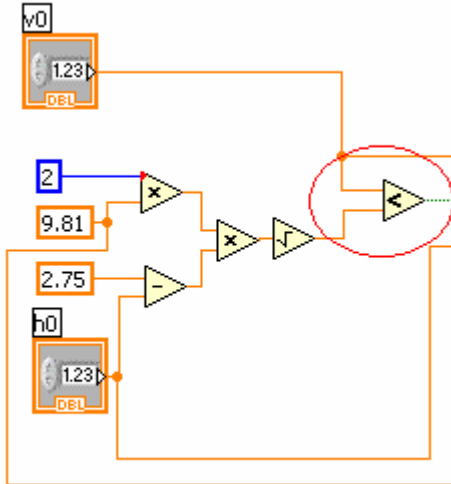 v0
1.23
DBL
2
×
<
9.81
×
√
2.75
-
h0
1.23
DBL